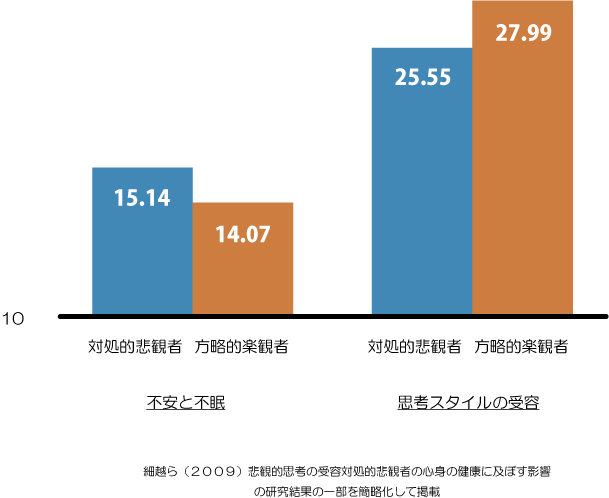 27.99
25.55
15.14
14.07
10
対処的悲観者 方略的楽観者 対処的悲観者 方略的楽観者
不安と不眠 思考スタイルの受容
細越ら（２００９）悲観的思考の受容対処的悲観者の心身の健康に及ぼす影響
の研究結果の一部を簡略化して掲載